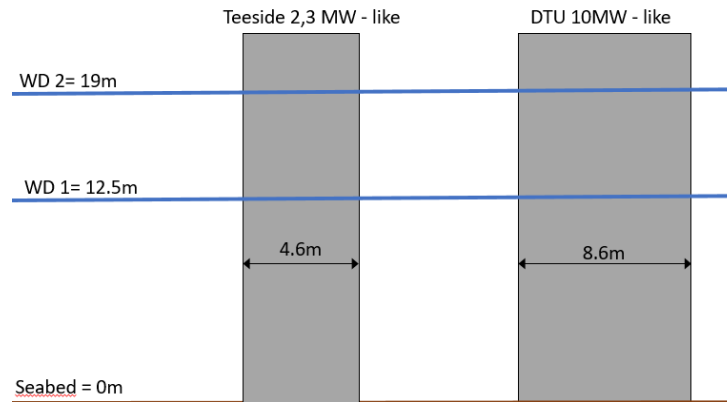 Teeside 2,3 MW - like
DTU 10MW - like
WD 2= 19m
WD 1= 12.5m
4.6m
8.6m
Seabed = 0m